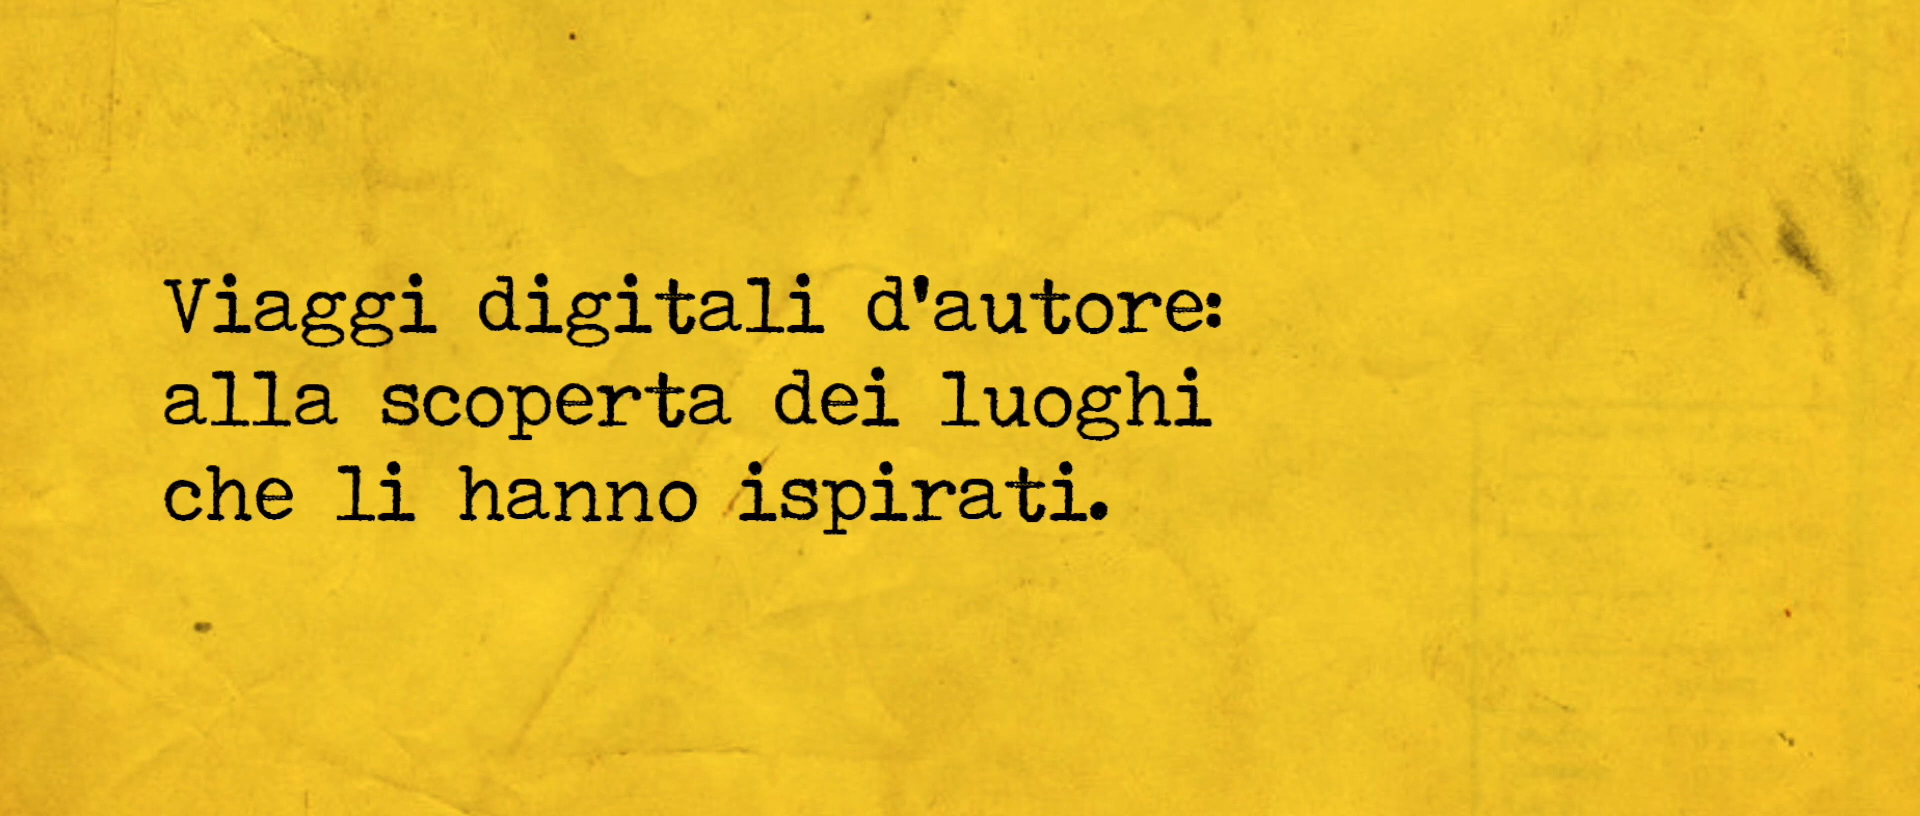 Viaggi digitali d'autore:
alla scoperta dei luoghi
che li hanno ispirati.